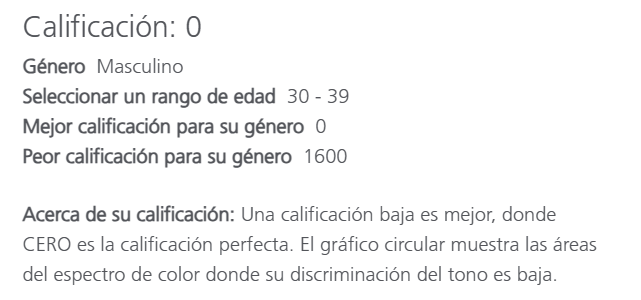 Calificación: 0
Género Masculino
Seleccionar un rango de edad 30 - 39
Mejor calificación para su género 0
Peor calificación para su género 1600
Acerca de su calificación: Una calificación baja es mejor, donde
CERO es la calificación perfecta. El gráfico circular muestra las áreas
del espectro de color donde su discriminación del tono es baja.